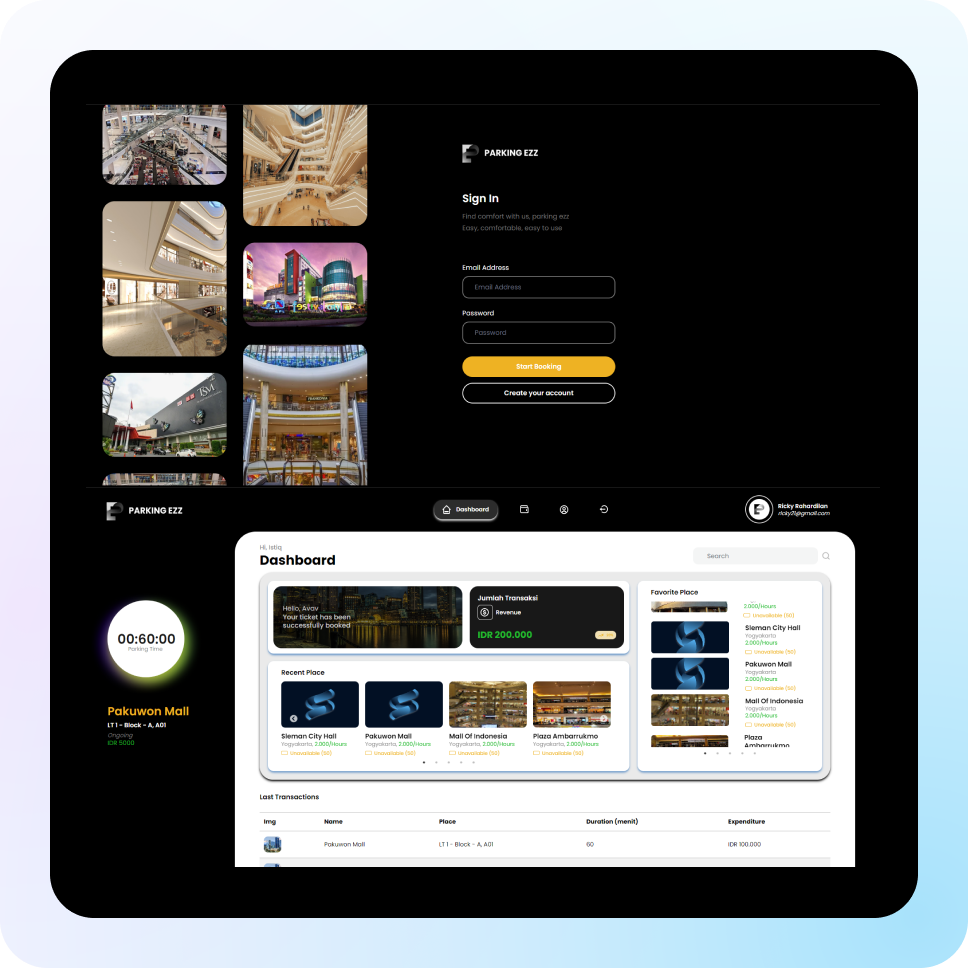 PARKING EZZ
Sign In
Find comfort with us, parking ezz
Easy, comfortable, easy to use
Email Address
Email Address
Password
Password
Start Booking
Create your account
TSM
PARKING EZZ
Dashboard
Ricky Rahardian
ricky21@gmail.com
Hi, Istiq
Dashboard
Search
00:60:00
Parking Time
Pakuwon Mall
LT 1 - Block - A, A01
Ongoing
IDR 5000
Hello, Avav
Your ticket has been
successfully booked
Jumlah Transaksi
Revenue
IDR 200.000
Favorite Place
2.000/Hours
Unavailable (50)
Sleman City Hall
Yogyakarta
2.000/Hours
Unavailable (50)
Pakuwon Mall
Yogyakarta
2.000/Hours
Unavailable (50)
Mall Of Indonesia
Yogyakarta
2.000/Hours
Unavailable (50)
Plaza
Ambarrukmo
Recent Place
Sleman City Hall
Yogyakarta, 2.000/Hours
Unavailable (50)
Pakuwon Mall
Yogyakarta, 2.000/Hours
Unavailable (50)
Mall Of Indonesia
Yogyakarta, 2.000/Hours
Unavailable (50)
Plaza Ambarrukmo
Yogyakarta, 2.000/Hours
Unavailable (50)
Last Transactions
Img Name Place Duration (menit) Expenditure
Pakuwon Mall LT 1 - Block - A, A01 60 IDR 100.000